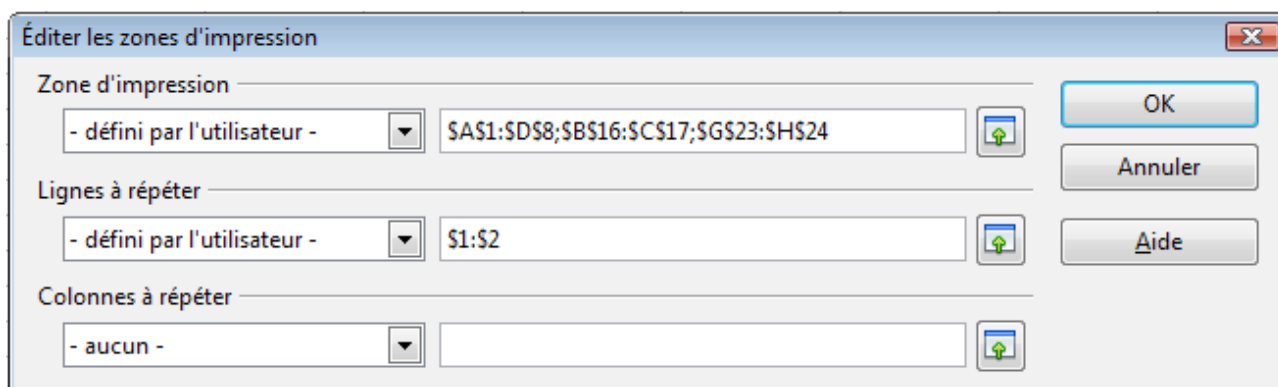 Éditer les zones d'impression
Zone d'impression
- défini par l'utilisateur -
$A$1:$D$8;$B$16:$C$17;$G$23:$H$24
OK
Annuler
Lignes à répéter
- défini par l'utilisateur -
$1:$2
Aide
Colonnes à répéter
- aucun -